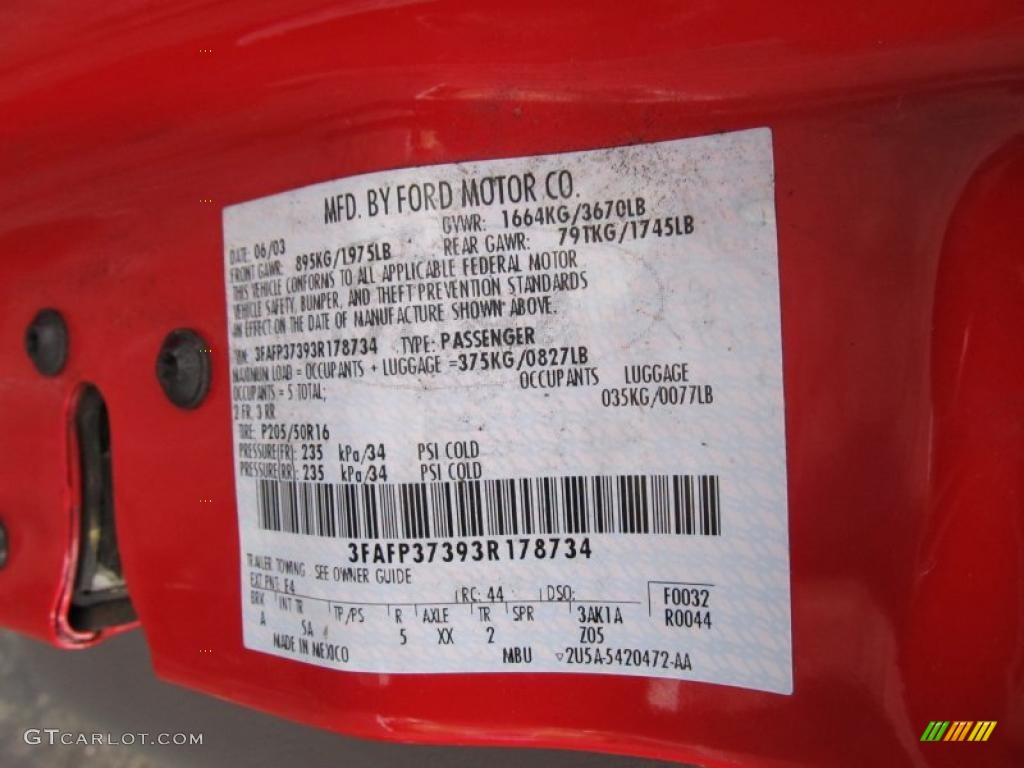 MFD. BY FORD MOTOR CO.
DATE: 06/03 GVWR: 1664KG/3670LB
FRONT GAWR: 895KG/1975LB REAR GAWR: 791KG/1745LB
THIS VEHICLE CONFORMS TO ALL APPLICABLE FEDERAL MOTOR
VEHICLE SAFETY, BUMPER, AND THEFT PREVENTION STANDARDS
IN EFFECT ON THE DATE OF MANUFACTURE SHOWN ABOVE.
VIN: 3FAFP37393R178734 TYPE: PASSENGER
MAXIMUM LOAD = OCCUPANTS + LUGGAGE =375KG/0827LB
OCCUPANTS = 5 TOTAL; OCCUPANTS LUGGAGE
2 FR, 3 RR 035KG/0077LB
TIRE: P205/50R16
PRESSURE(FR): 235 kPa/34 PSI COLD
PRESSURE(RR): 235 kPa/34 PSI COLD
3FAFP37393R178734
TRAILER TOWING SEE OWNER GUIDE
EXT PNT: E4 RC: 44 DSO: F0032
BRK INT TR TP/PS R AXLE TR SPR 3AK1A R0044
A 5A 5 XX 2 Z05
MADE IN MEXICO MBU ▽2U5A-5420472-AA
GTCARLOT.COM